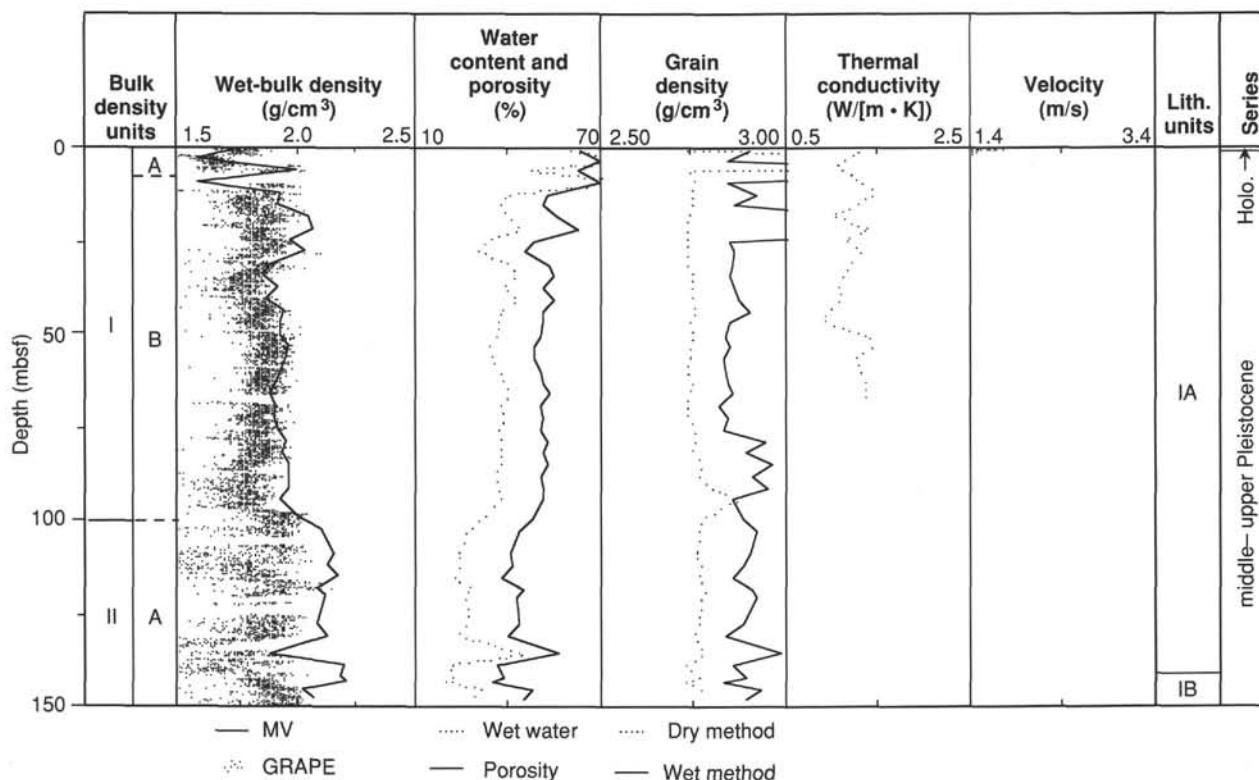 Bulk density units
Wet-bulk density (g/cm³)
1.5 2.0 2.5
Water content and porosity (%)
10 70
Grain density (g/cm³)
2.50 3.00
Thermal conductivity (W/[m • K])
0.5 2.5
Velocity (m/s)
1.4 3.4
Lith. units
Series
Depth (mbsf)
0
50
100
150
I
II
A
B
A
IA
IB
Holo.
middle– upper Pleistocene
MV
GRAPE
Wet water
Porosity
Dry method
Wet method